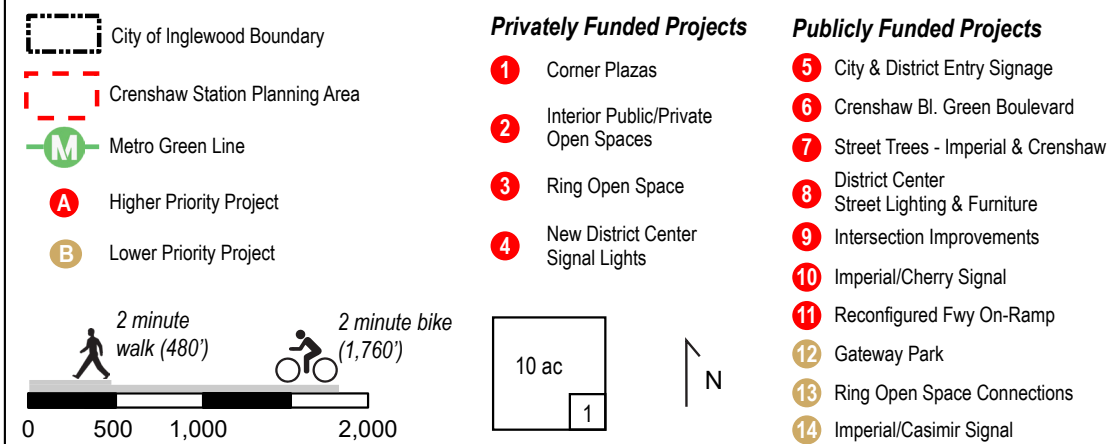 City of Inglewood Boundary
Crenshaw Station Planning Area
M
Metro Green Line
A
Higher Priority Project
B
Lower Priority Project
2 minute
walk (480')
2 minute bike
(1,760')
0 500 1,000 2,000
Privately Funded Projects
1 Corner Plazas
2 Interior Public/Private
Open Spaces
3 Ring Open Space
4 New District Center
Signal Lights
10 ac
1
N
Publicly Funded Projects
5 City & District Entry Signage
6 Crenshaw Bl. Green Boulevard
7 Street Trees - Imperial & Crenshaw
8 District Center
Street Lighting & Furniture
9 Intersection Improvements
10 Imperial/Cherry Signal
11 Reconfigured Fwy On-Ramp
12 Gateway Park
13 Ring Open Space Connections
14 Imperial/Casimir Signal